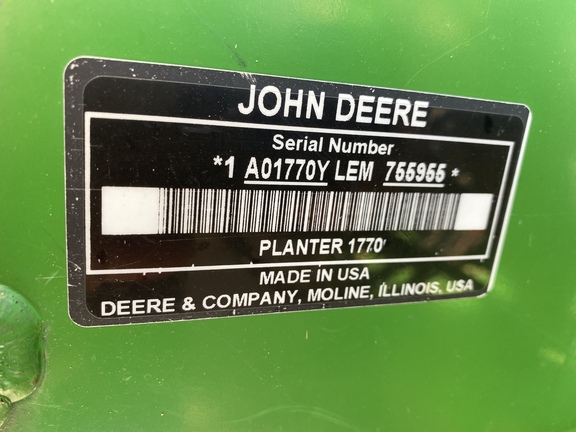 JOHN DEERE
Serial Number
*1 A01770Y LEM 755955 *
PLANTER 1770
MADE IN USA
DEERE & COMPANY, MOLINE, ILLINOIS, USA